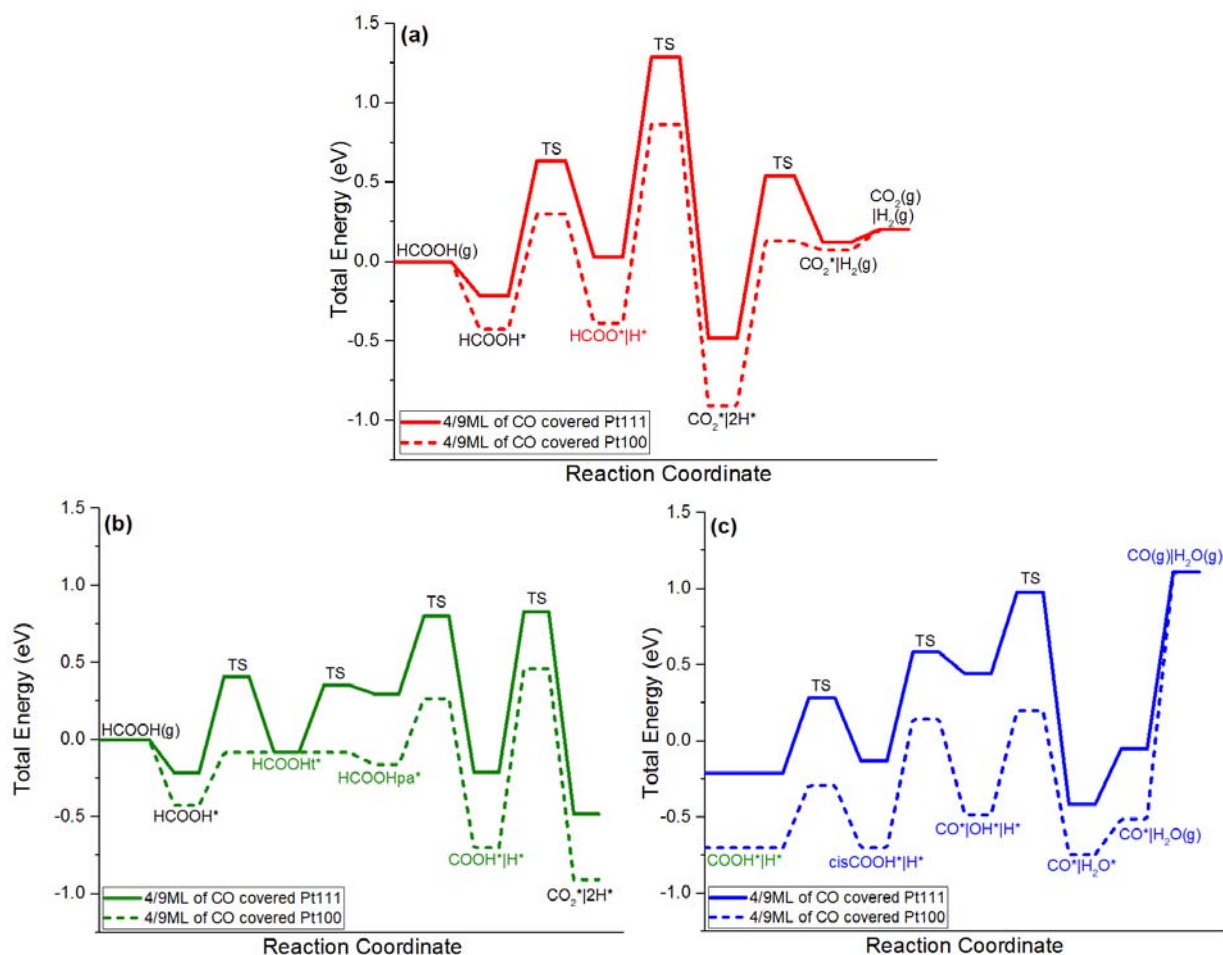 (a)
1.5
1.0
0.5
0.0
-0.5
-1.0
Total Energy (eV)
HCOOH(g)
HCOOH*
TS
HCOO*|H*
TS
CO₂*|2H*
TS
CO₂*|H₂(g)
CO₂(g)
|H₂(g)
4/9ML of CO covered Pt111
4/9ML of CO covered Pt100
Reaction Coordinate
(b)
1.5
1.0
0.5
0.0
-0.5
-1.0
Total Energy (eV)
HCOOH(g)
HCOOH*
TS
HCOOHt*
TS
HCOOHpa*
TS
COOH*|H*
TS
CO₂*|2H*
4/9ML of CO covered Pt111
4/9ML of CO covered Pt100
Reaction Coordinate
(c)
1.5
1.0
0.5
0.0
-0.5
-1.0
Total Energy (eV)
COOH*|H*
TS
cisCOOH*|H*
TS
CO*|OH*|H*
TS
CO*|H₂O*
CO*|H₂O(g)
CO(g)|H₂O(g)
4/9ML of CO covered Pt111
4/9ML of CO covered Pt100
Reaction Coordinate